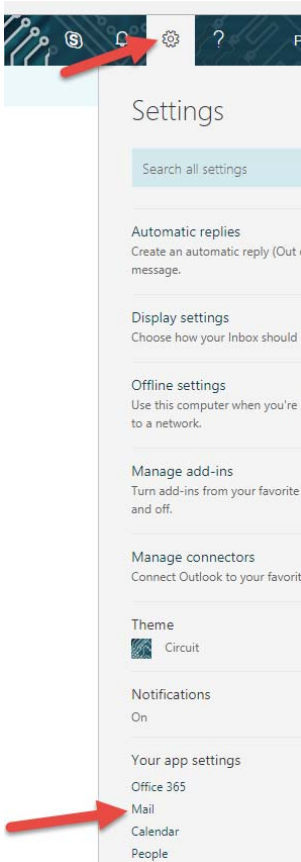 ?
Settings
Search all settings
Automatic replies
Create an automatic reply (Out
message.
Display settings
Choose how your Inbox should
Offline settings
Use this computer when you're
to a network.
Manage add-ins
Turn add-ins from your favorite
and off.
Manage connectors
Connect Outlook to your favorit
Theme
Circuit
Notifications
On
Your app settings
Office 365
Mail
Calendar
People